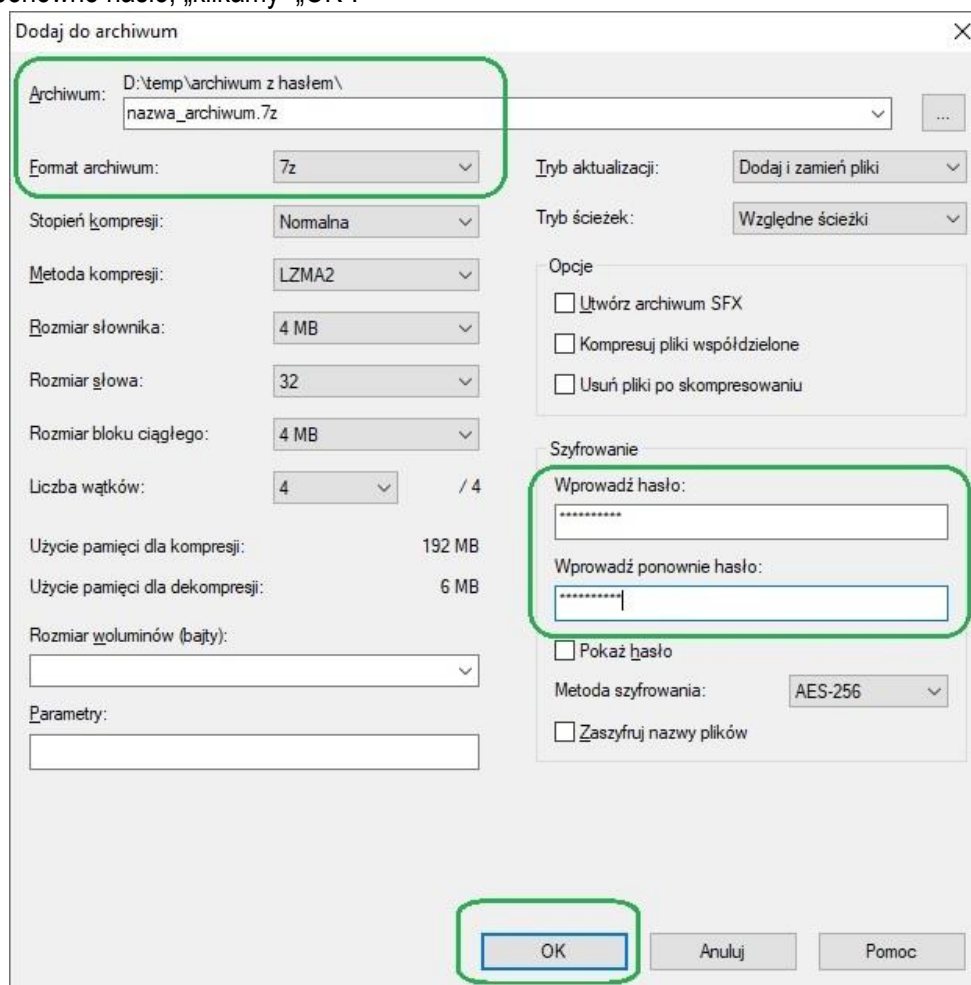 ponowne hasło, „klikamy” „OK”.
Dodaj do archiwum
Archiwum:
D:\temp\archiwum z hasłem\
nazwa_archiwum.7z
...
Format archiwum: 7z
Stopień kompresji: Normalna
Metoda kompresji: LZMA2
Rozmiar słownika: 4 MB
Rozmiar słowa: 32
Rozmiar bloku ciągłego: 4 MB
Liczba wątków: 4 / 4
Użycie pamięci dla kompresji: 192 MB
Użycie pamięci dla dekompresji: 6 MB
Rozmiar woluminów (bajty):
Parametry:
Tryb aktualizacji: Dodaj i zamień pliki
Tryb ścieżek: Względne ścieżki
Opcje
Utwórz archiwum SFX
Kompresuj pliki współdzielone
Usuń pliki po skompresowaniu
Szyfrowanie
Wprowadź hasło:
**********
Wprowadź ponownie hasło:
**********
Pokaż hasło
Metoda szyfrowania: AES-256
Zaszyfruj nazwy plików
OK Anuluj Pomoc